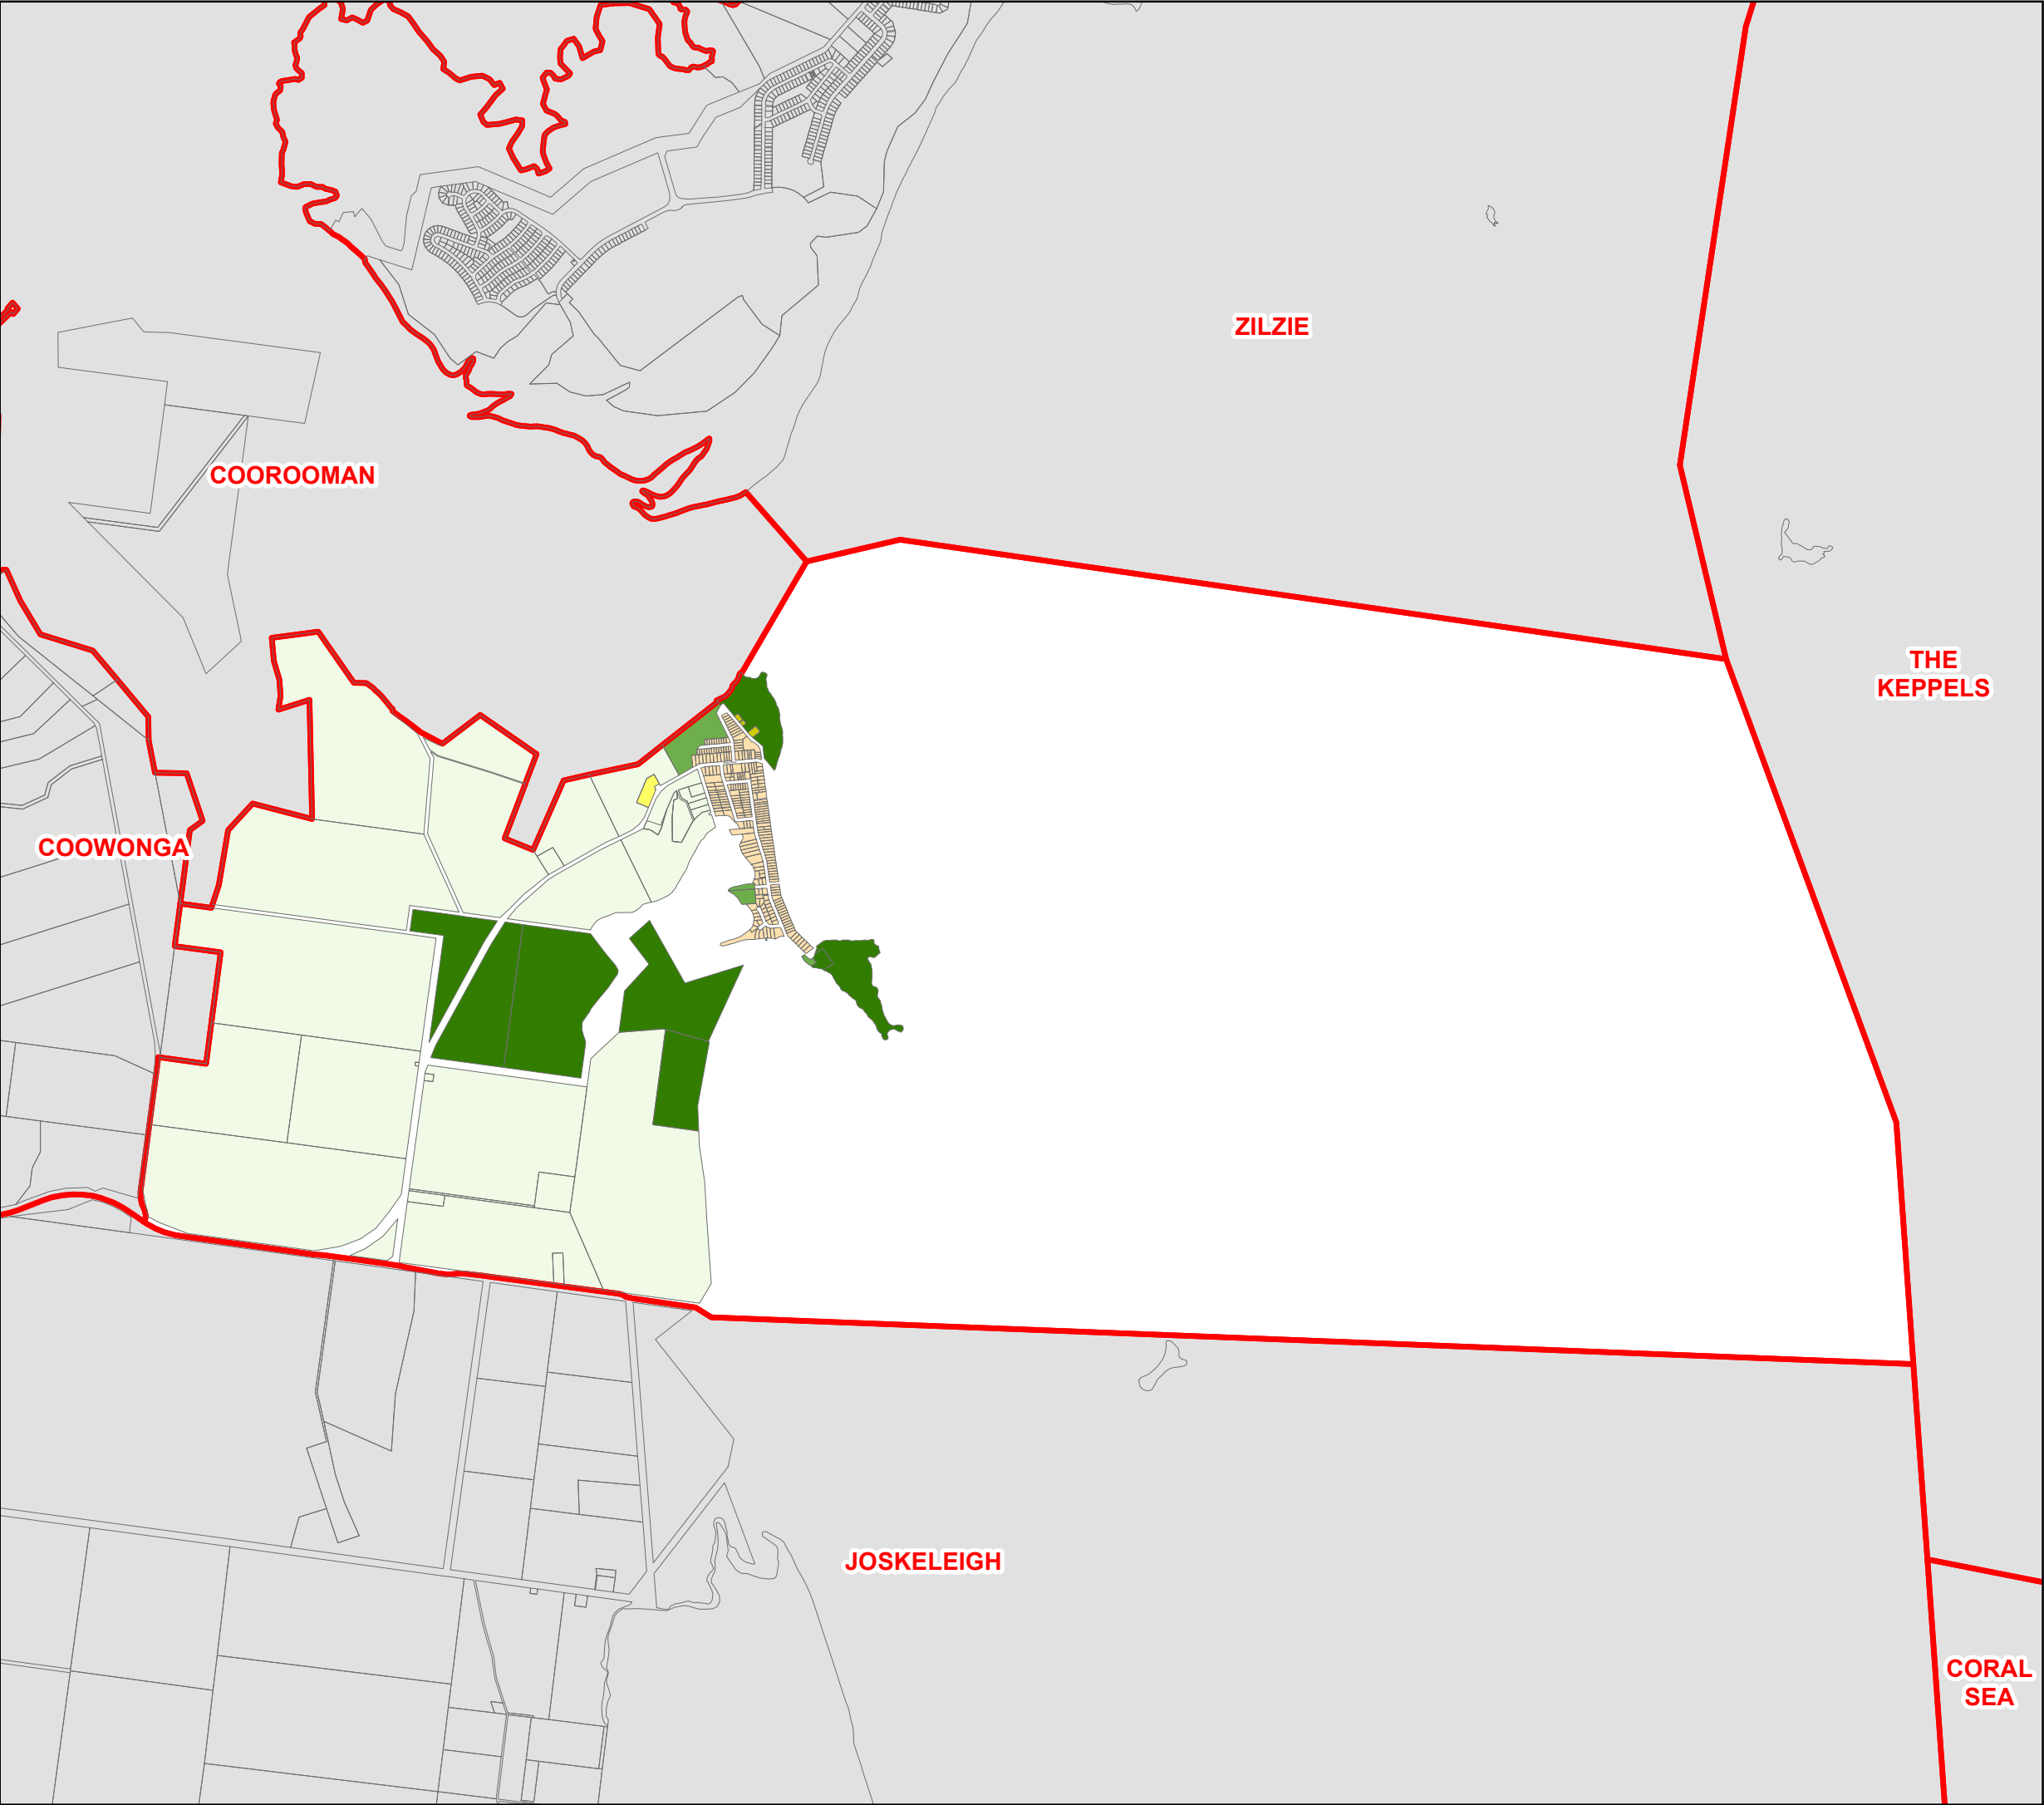 ZILZIE
COOROOMAN
THE
KEPPELS
COOWONGA
JOSKELEIGH
CORAL
SEA